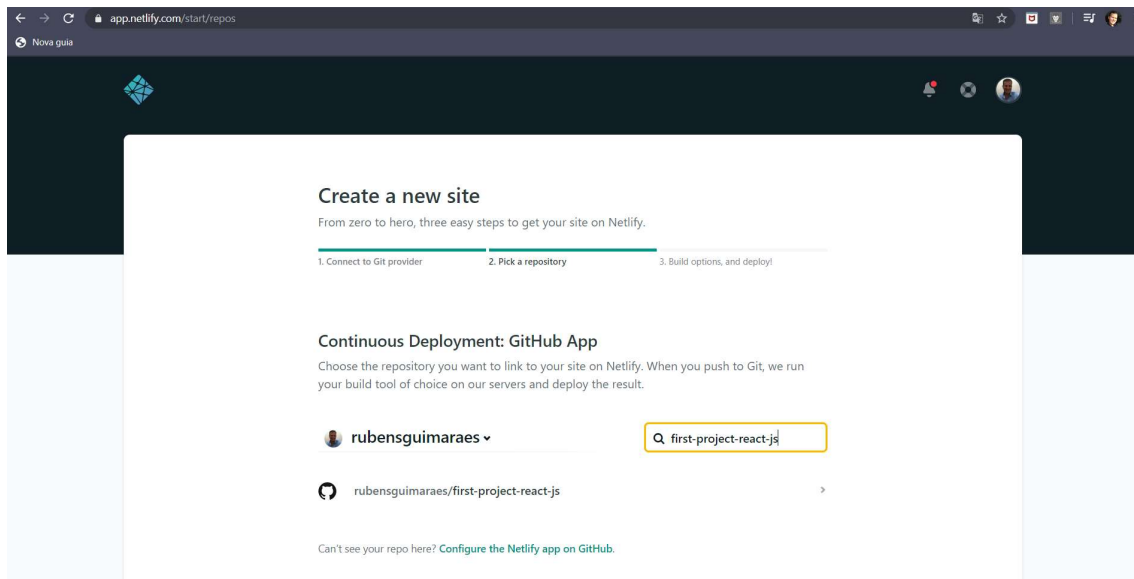 app.netlify.com/start/repos
Nova guia
Create a new site
From zero to hero, three easy steps to get your site on Netlify.
1. Connect to Git provider
2. Pick a repository
3. Build options, and deploy!
Continuous Deployment: GitHub App
Choose the repository you want to link to your site on Netlify. When you push to Git, we run
your build tool of choice on our servers and deploy the result.
rubensguimaraes
first-project-react-js
rubensguimaraes/first-project-react-js
Can't see your repo here? Configure the Netlify app on GitHub.